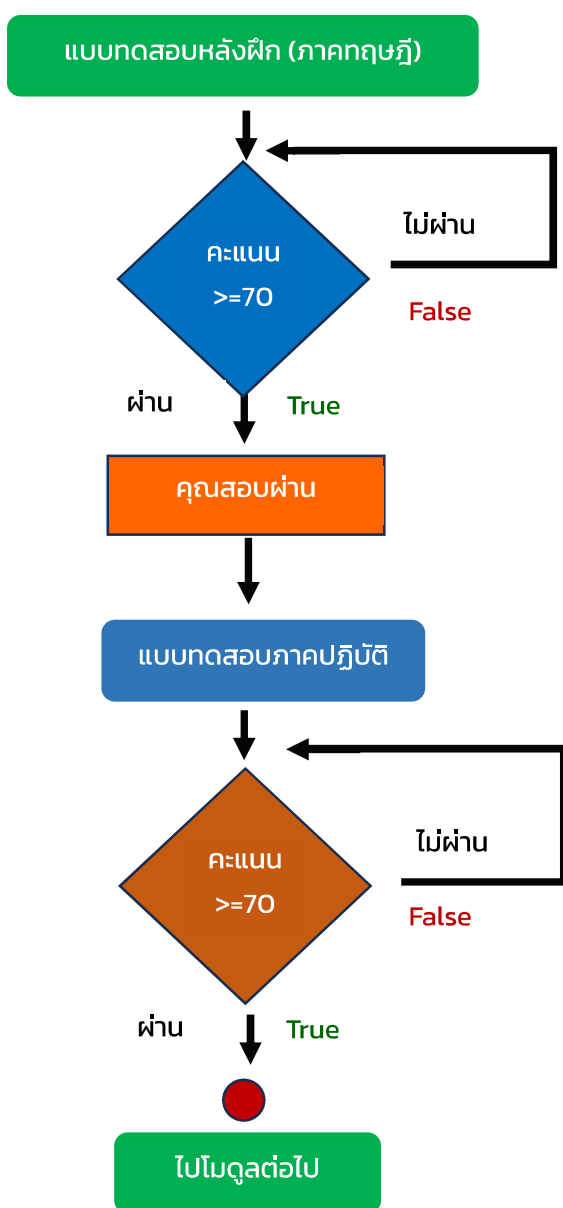 แบบทดสอบหลังฝึก (ภาคทฤษฎี)
คะแนน
>=70
ไม่ผ่าน
False
ผ่าน
True
คุณสอบผ่าน
แบบทดสอบภาคปฏิบัติ
คะแนน
>=70
ไม่ผ่าน
False
ผ่าน
True
ไปโมดูลต่อไป